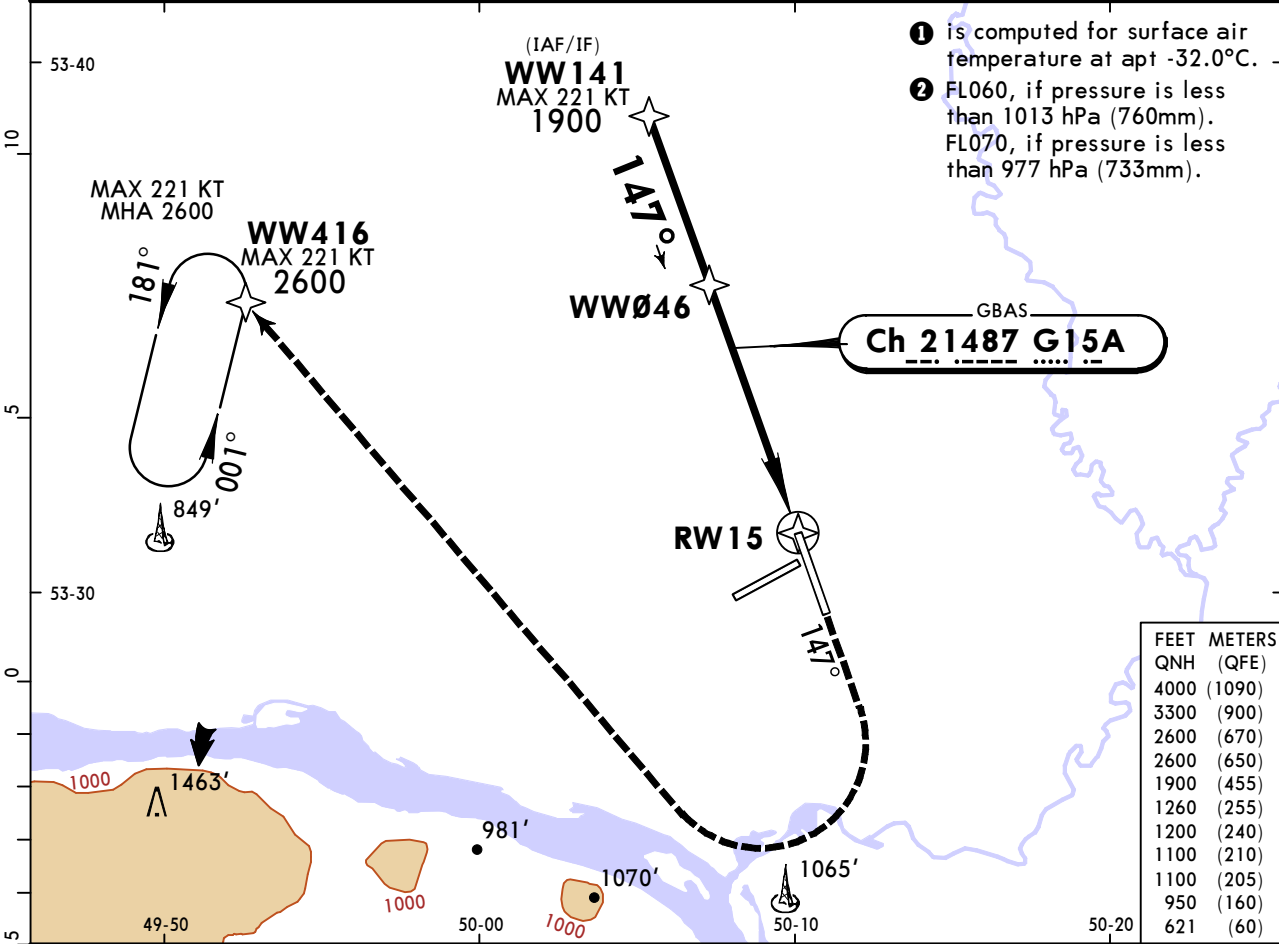 ❶ is computed for surface air
temperature at apt -32.0°C.
❷ FL060, if pressure is less
than 1013 hPa (760mm).
FL070, if pressure is less
than 977 hPa (733mm).
53-40
(IAF/IF)
WW141
MAX 221 KT
1900
10
147°
MAX 221 KT
MHA 2600
WW416
MAX 221 KT
2600
181°
WWØ46
GBAS
Ch 21487 G15A
5
001°
849'
RW15
53-30
147°
0
FEET METERS
QNH (QFE)
4000 (1090)
3300 (900)
2600 (670)
2600 (650)
1900 (455)
1260 (255)
1200 (240)
1100 (210)
1100 (205)
950 (160)
621 (60)
1000
1463'
981'
1070'
1065'
1000
1000
5
49-50
50-00
50-10
50-20